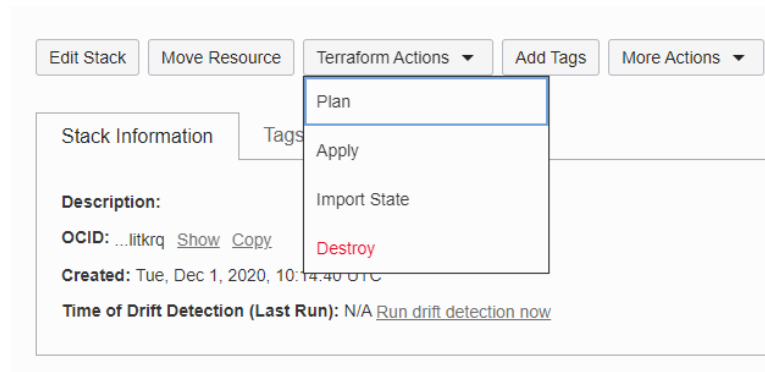 Edit Stack Move Resource Terraform Actions Add Tags More Actions
Plan
Stack Information Tags
Apply
Description:
Import State
OCID: ...litkrq Show Copy
Destroy
Created: Tue, Dec 1, 2020, 10:14:40 UTC
Time of Drift Detection (Last Run): N/A Run drift detection now